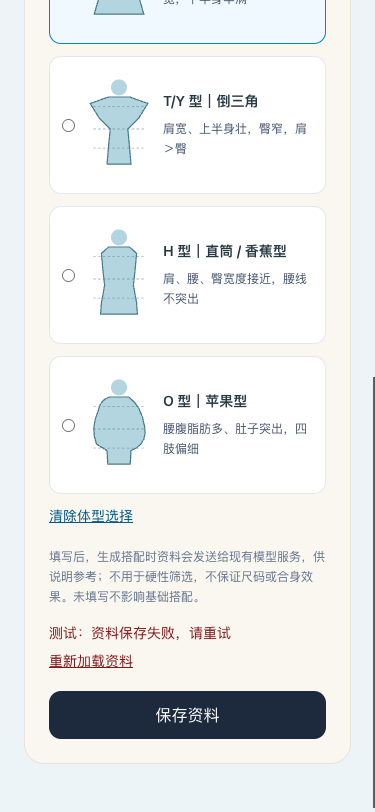 T/Y 型｜倒三角
肩宽、上半身壮，臀窄，肩
>臀
H 型｜直筒 / 香蕉型
肩、腰、臀宽度接近，腰线
不突出
O 型｜苹果型
腰腹脂肪多、肚子突出，四
肢偏细
清除体型选择
填写后，生成搭配时资料会发送给现有模型服务，供
说明参考；不用于硬性筛选，不保证尺码或合身效
果。未填写不影响基础搭配。
测试：资料保存失败，请重试
重新加载资料
保存资料